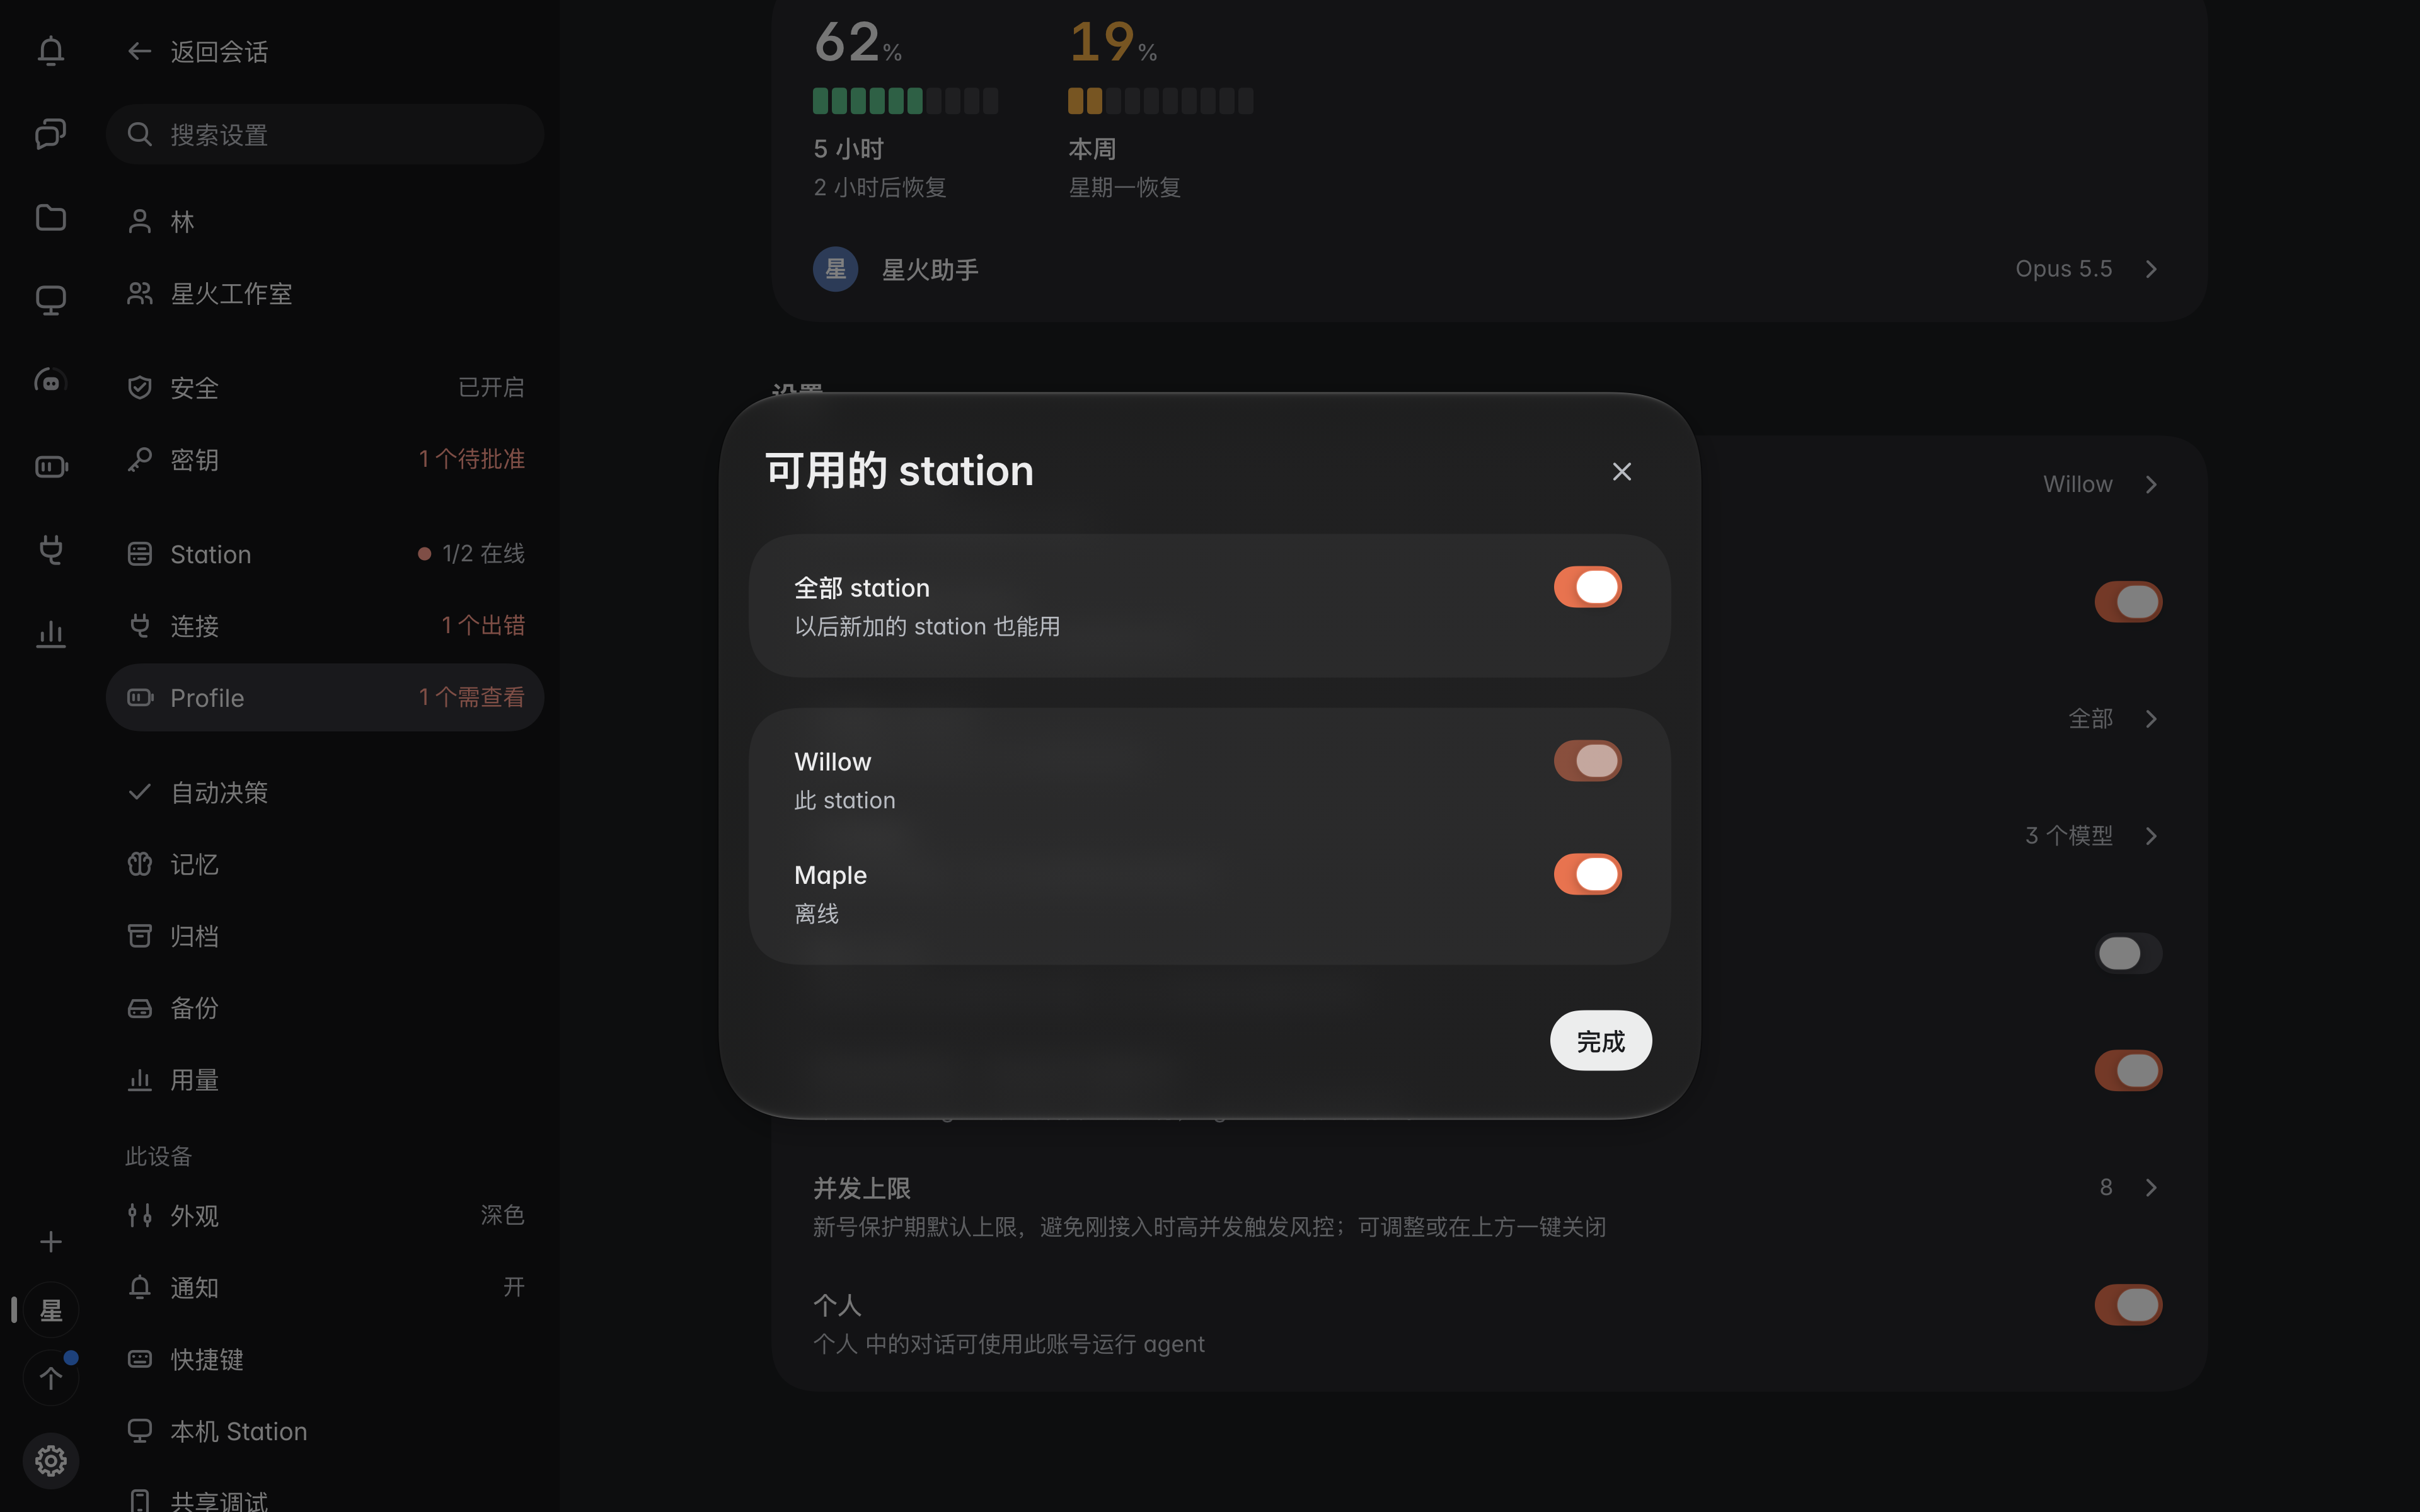 返回会话
搜索设置
林
星火工作室
安全 已开启
密钥 1 个待批准
Station 1/2 在线
连接 1 个出错
Profile 1 个需查看
自动决策
记忆
归档
备份
用量
此设备
外观 深色
通知 开
快捷键
本机 Station
共享调试
星
个
62%
5 小时
2 小时后恢复
19%
本周
星期一恢复
星 星火助手 Opus 5.5
设置
Willow
全部
3 个模型
可用的 station
全部 station
以后新加的 station 也能用
Willow
此 station
Maple
离线
完成
并发上限 8
新号保护期默认上限，避免刚接入时高并发触发风控；可调整或在上方一键关闭
个人
个人 中的对话可使用此账号运行 agent